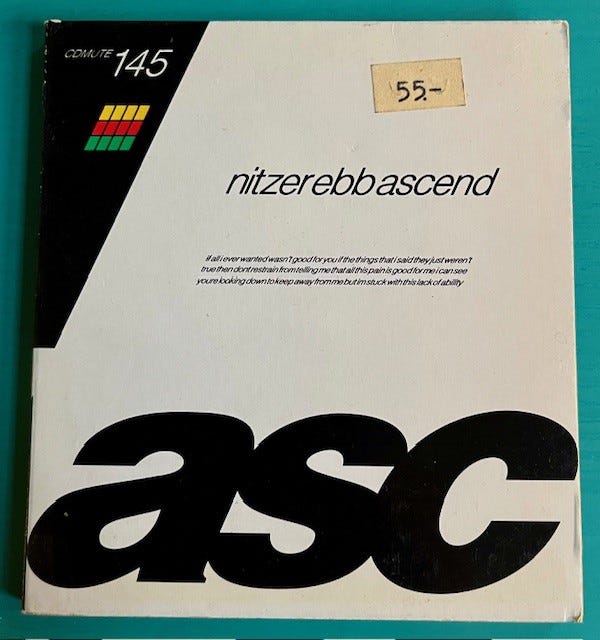 CDMUTE 145
55.-
nitzerebbascend
if all i ever wanted wasn't good for you if the things that i said they just weren't
true then dont restrain from telling me that all this pain is good for me i can see
youre looking down to keep away from me but im stuck with this lack of ability
asc